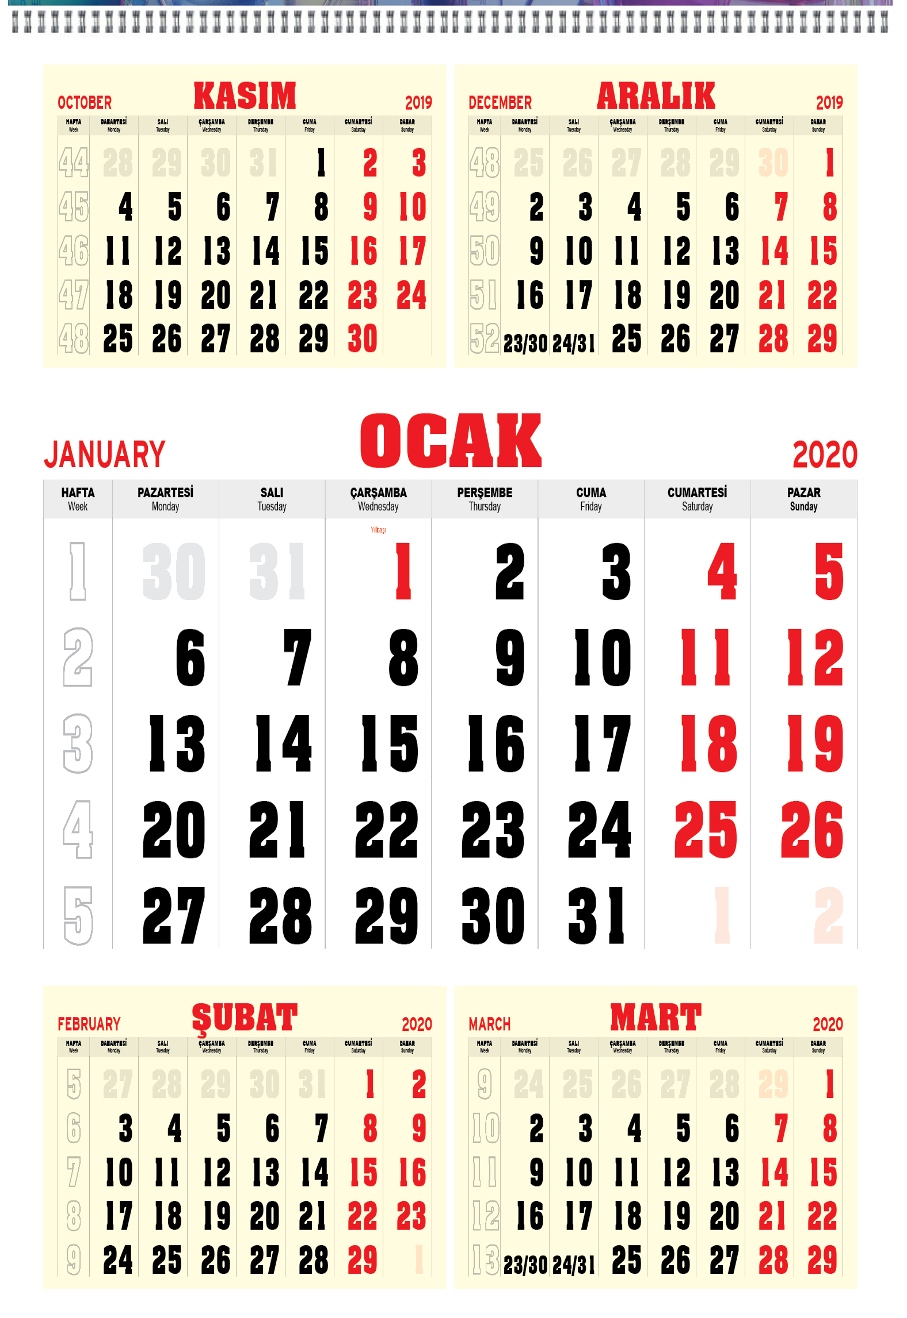 OCTOBER KASIM 2019
HAFTA PAZARTESİ SALI ÇARŞAMBA PERŞEMBE CUMA CUMARTESİ PAZAR
Week Monday Tuesday Wednesday Thursday Friday Saturday Sunday
44 28 29 30 31 1 2 3
45 4 5 6 7 8 9 10
46 11 12 13 14 15 16 17
47 18 19 20 21 22 23 24
48 25 26 27 28 29 30
DECEMBER ARALIK 2019
HAFTA PAZARTESİ SALI ÇARŞAMBA PERŞEMBE CUMA CUMARTESİ PAZAR
Week Monday Tuesday Wednesday Thursday Friday Saturday Sunday
48 25 26 27 28 29 30 1
49 2 3 4 5 6 7 8
50 9 10 11 12 13 14 15
51 16 17 18 19 20 21 22
52 23/30 24/31 25 26 27 28 29
JANUARY OCAK 2020
HAFTA PAZARTESİ SALI ÇARŞAMBA PERŞEMBE CUMA CUMARTESİ PAZAR
Week Monday Tuesday Wednesday Thursday Friday Saturday Sunday
Yılbaşı
1 30 31 1 2 3 4 5
2 6 7 8 9 10 11 12
3 13 14 15 16 17 18 19
4 20 21 22 23 24 25 26
5 27 28 29 30 31 1 2
FEBRUARY ŞUBAT 2020
HAFTA PAZARTESİ SALI ÇARŞAMBA PERŞEMBE CUMA CUMARTESİ PAZAR
Week Monday Tuesday Wednesday Thursday Friday Saturday Sunday
5 27 28 29 30 31 1 2
6 3 4 5 6 7 8 9
7 10 11 12 13 14 15 16
8 17 18 19 20 21 22 23
9 24 25 26 27 28 29 1
MARCH MART 2020
HAFTA PAZARTESİ SALI ÇARŞAMBA PERŞEMBE CUMA CUMARTESİ PAZAR
Week Monday Tuesday Wednesday Thursday Friday Saturday Sunday
9 24 25 26 27 28 29 1
10 2 3 4 5 6 7 8
11 9 10 11 12 13 14 15
12 16 17 18 19 20 21 22
13 23/30 24/31 25 26 27 28 29